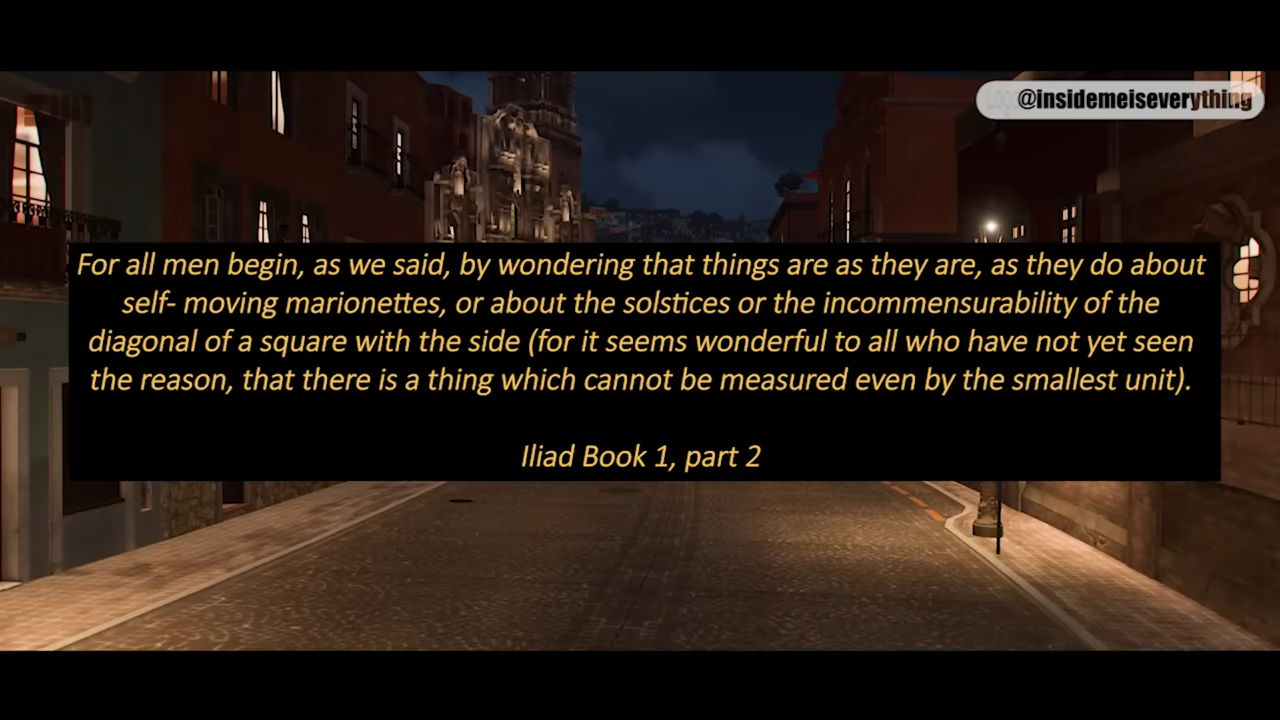 @insidemeiseverything
For all men begin, as we said, by wondering that things are as they are, as they do about
self- moving marionettes, or about the solstices or the incommensurability of the
diagonal of a square with the side (for it seems wonderful to all who have not yet seen
the reason, that there is a thing which cannot be measured even by the smallest unit).
Iliad Book 1, part 2